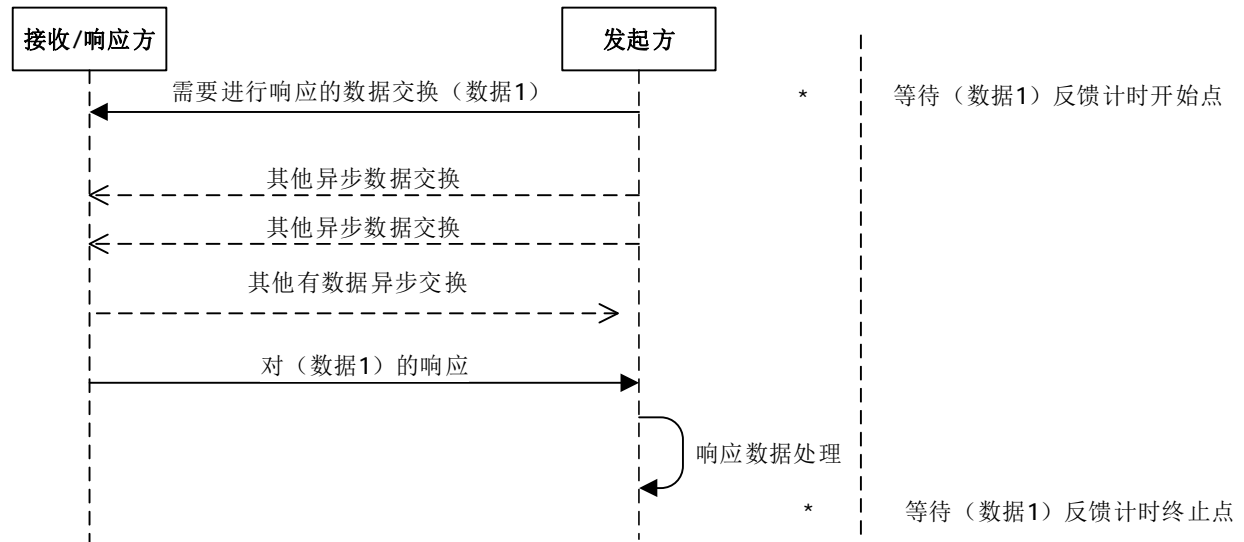 接收/响应方
发起方
需要进行响应的数据交换（数据1）
*
等待（数据1）反馈计时开始点
其他异步数据交换
其他异步数据交换
其他有数据异步交换
对（数据1）的响应
响应数据处理
*
等待（数据1）反馈计时终止点